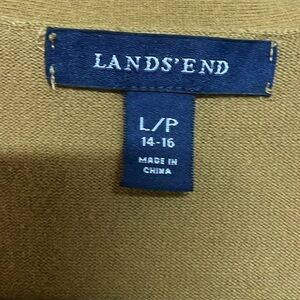 LANDS'END
L/P
14-16
MADE IN
CHINA